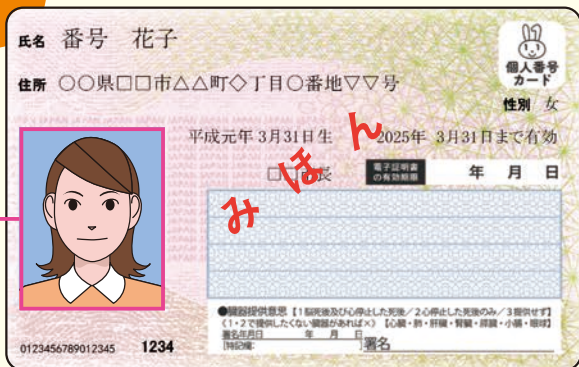 氏名 番号 花子
個人番号
カード
住所 ○○県□□市△△町◇丁目○番地▽▽号
性別 女
平成元年 3月31日生 2025年 3月31日まで有効
みほん
□□市長
電子証明書
の有効期限
年 月 日
●臓器提供意思【1脳死後及び心停止した死後/2心停止した死後のみ/3提供せず】
《1・2で提供したくない臓器があれば×》【心臓・肺・肝臓・腎臓・膵臓・小腸・眼球】
署名年月日 年 月 日
[特記欄: ]署名
0123456789012345 1234